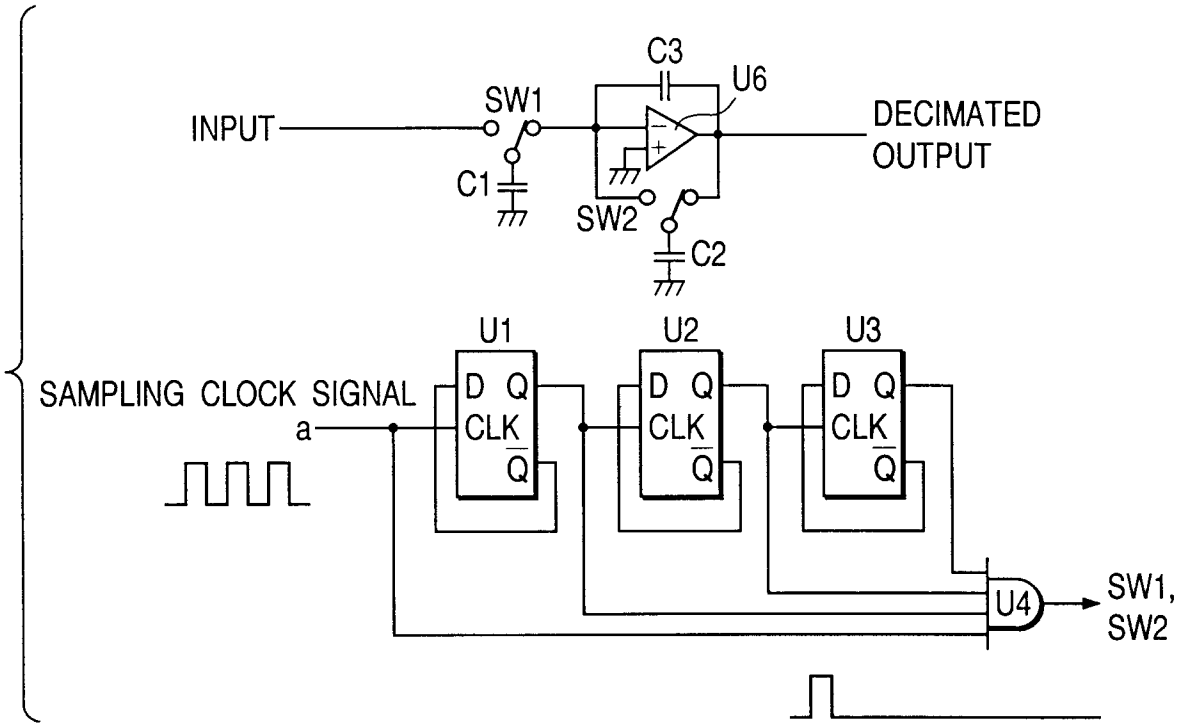 C3
U6
SW1
INPUT
DECIMATED
OUTPUT
−
+
C1
SW2
C2
U1
U2
U3
SAMPLING CLOCK SIGNAL
a
D Q
CLK
Q̅
D Q
CLK
Q̅
D Q
CLK
Q̅
U4
SW1,
SW2